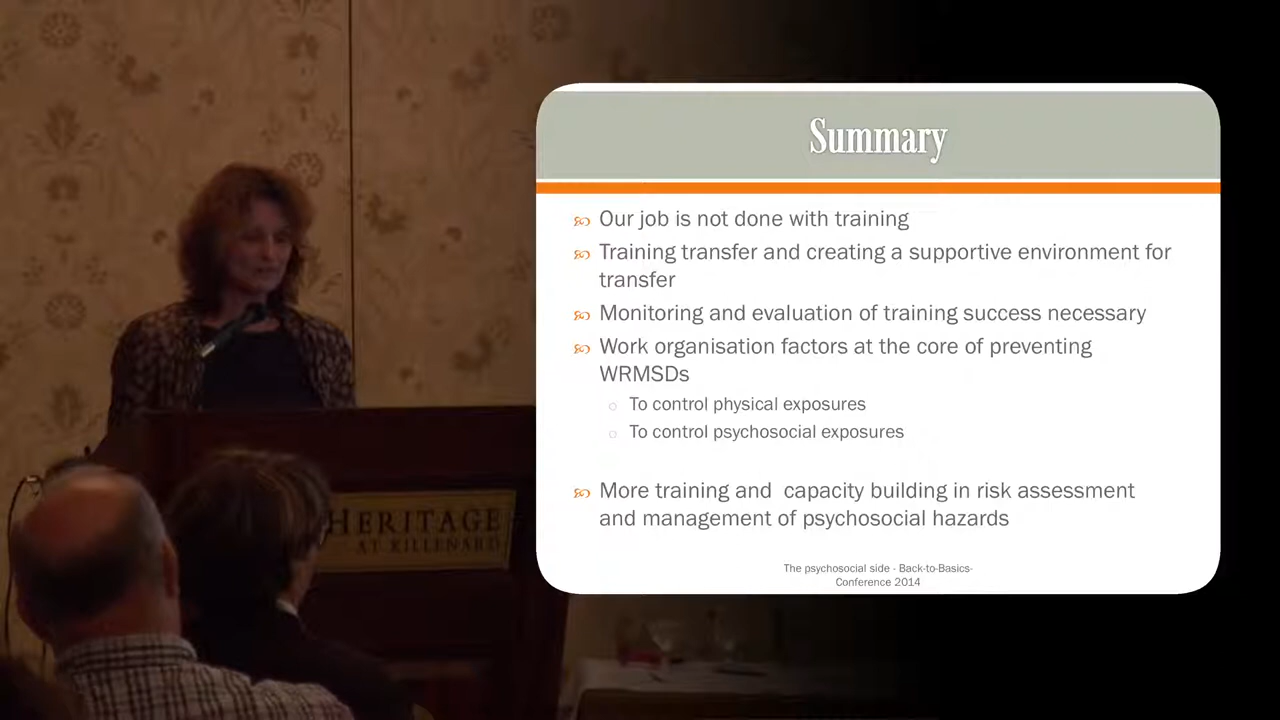 Summary
Our job is not done with training
Training transfer and creating a supportive environment for
transfer
Monitoring and evaluation of training success necessary
Work organisation factors at the core of preventing
WRMSDs
To control physical exposures
To control psychosocial exposures
More training and capacity building in risk assessment
and management of psychosocial hazards
The psychosocial side - Back-to-Basics-
Conference 2014
HERITAGE
AT KILLENARD